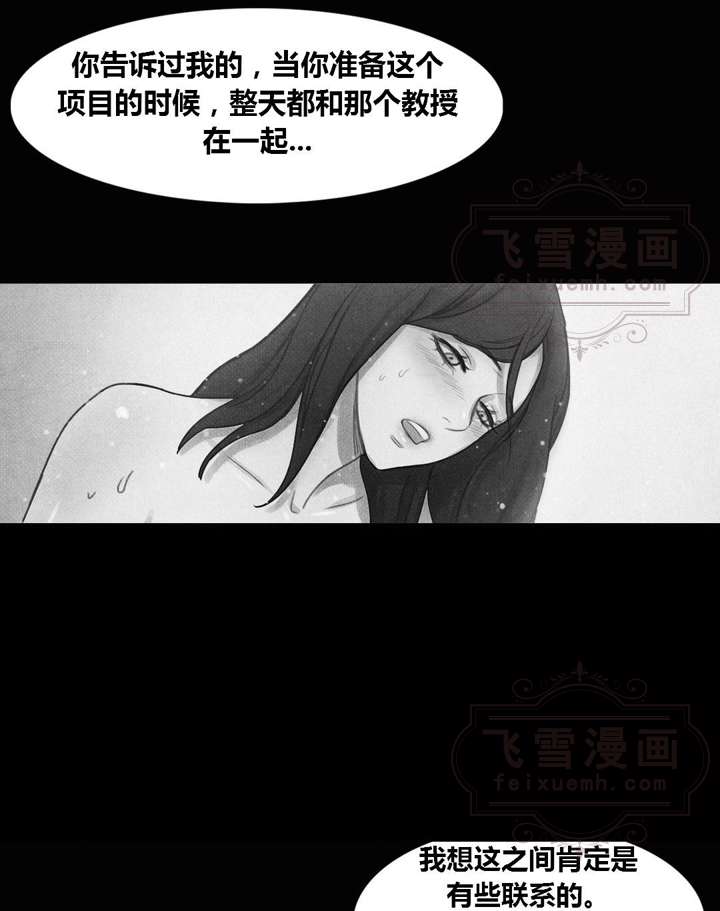 你告诉过我的，当你准备这个
项目的时候，整天都和那个教授
在一起...
飞雪漫画
feixuemh.com
飞雪漫画
feixuemh.com
我想这之间肯定是
有些联系的。